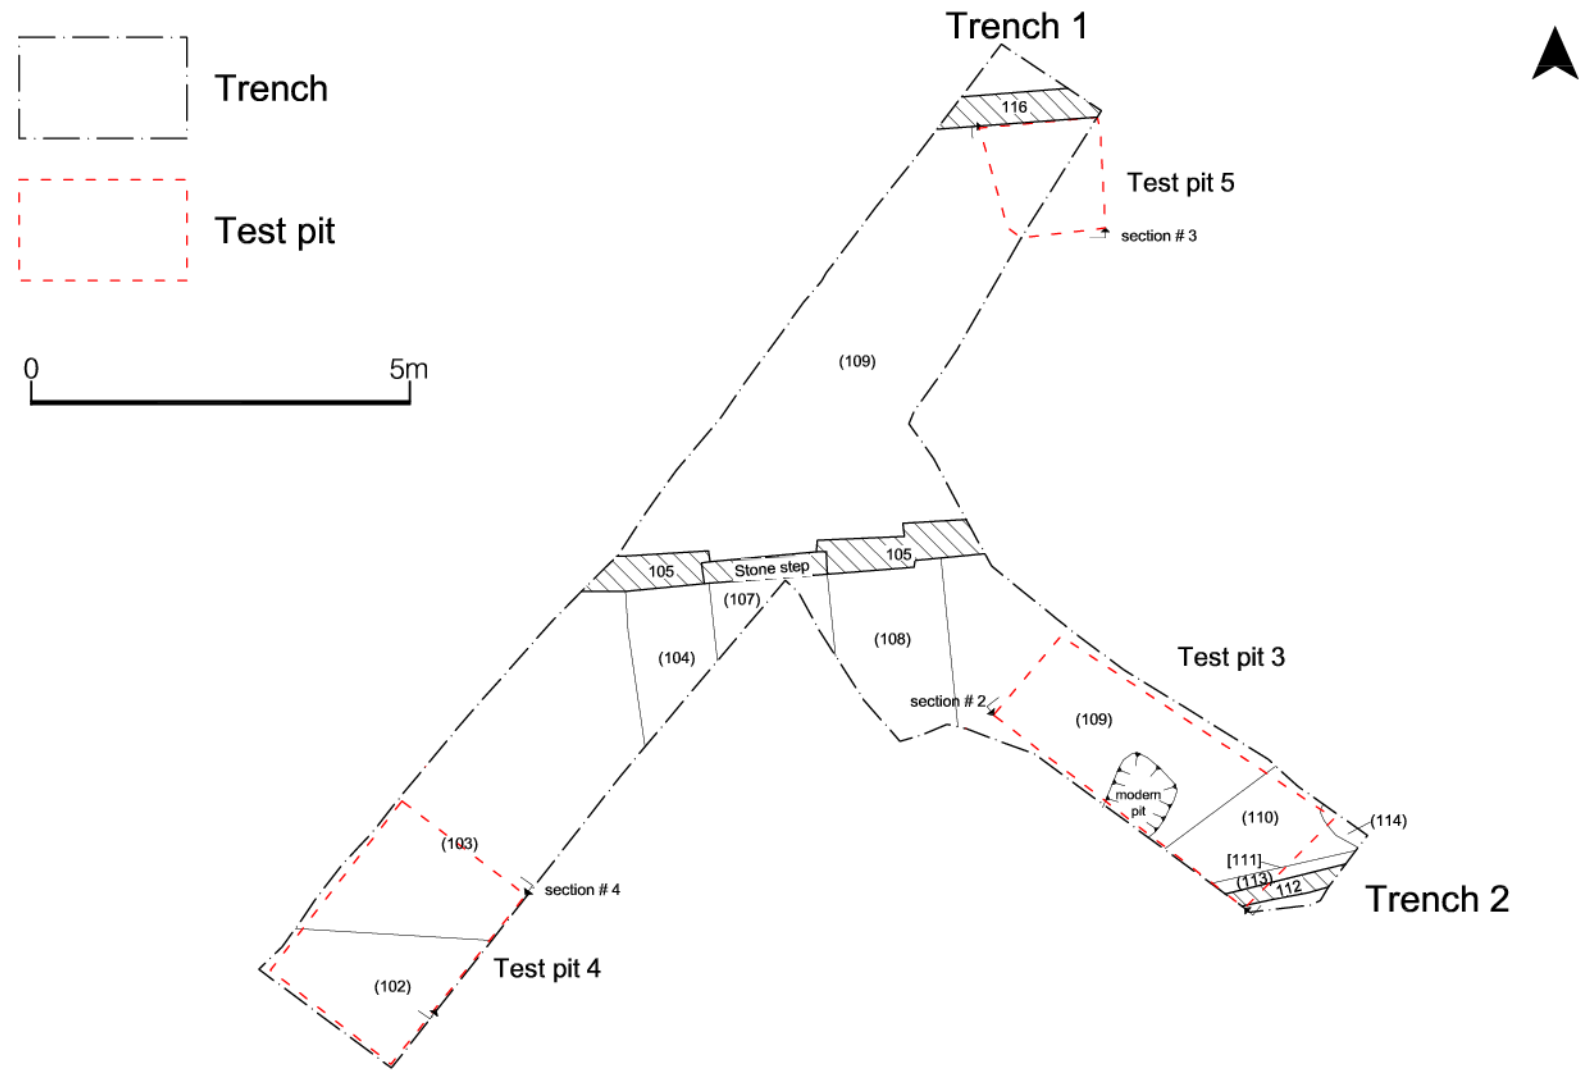 Trench 1
Trench
116
Test pit 5
Test pit
section # 3
(109)
0 5m
105
Stone step
105
(107)
(108)
(104)
Test pit 3
section # 2
(109)
modern
pit
(110)
(114)
(103)
[111]
(113)
112
section # 4
Trench 2
Test pit 4
(102)